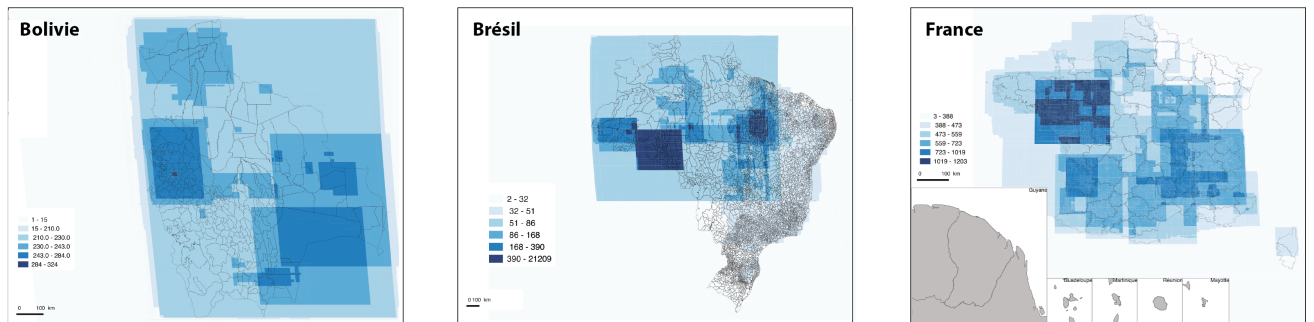 Bolivie
1 - 15
15 - 210.0
210.0 - 230.0
230.0 - 243.0
243.0 - 284.0
284 - 324
0 100 km
Brésil
2 - 32
32 - 51
51 - 86
86 - 168
168 - 390
390 - 21209
0 100 km
France
3 - 388
388 - 473
473 - 559
559 - 723
723 - 1019
1019 - 1203
0 100 km
Guyane
Guadeloupe
Martinique
Réunion
Mayotte